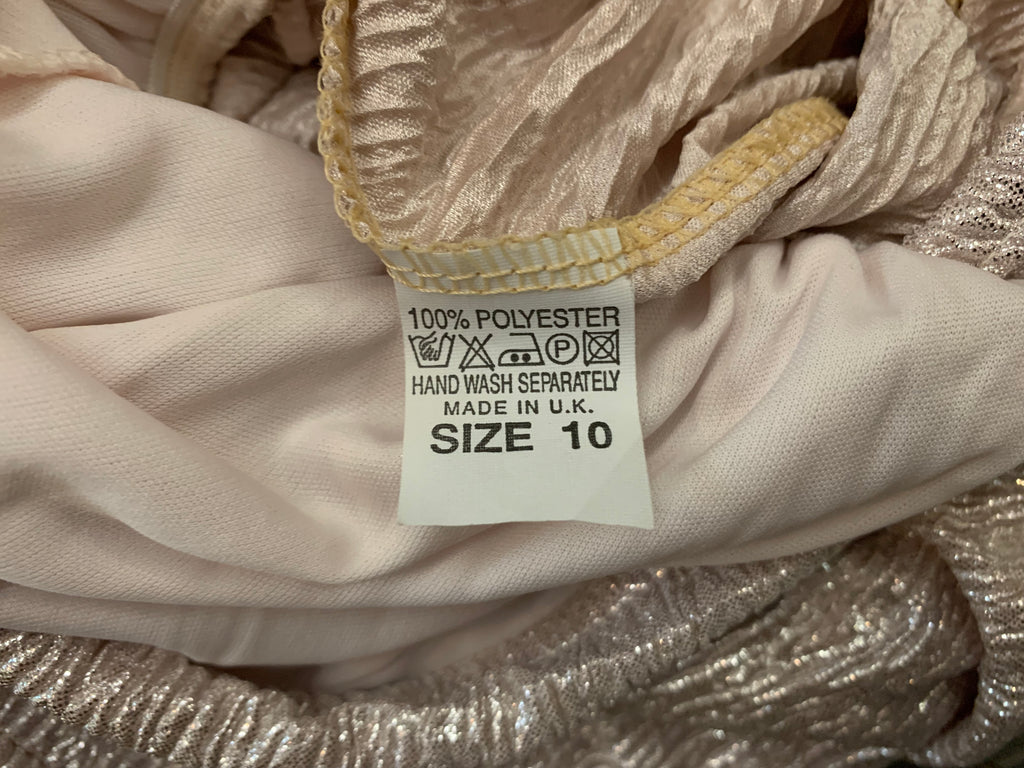 100% POLYESTER
P
HAND WASH SEPARATELY
MADE IN U.K.
SIZE 10